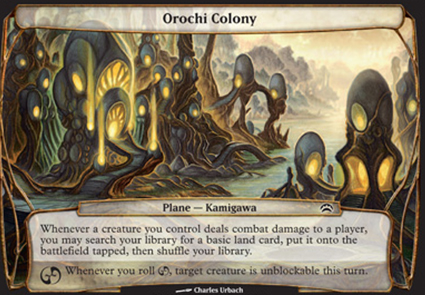 Orochi Colony
Plane — Kamigawa
Whenever a creature you control deals combat damage to a player,
you may search your library for a basic land card, put it onto the
battlefield tapped, then shuffle your library.
Whenever you roll , target creature is unblockable this turn.
Charles Urbach